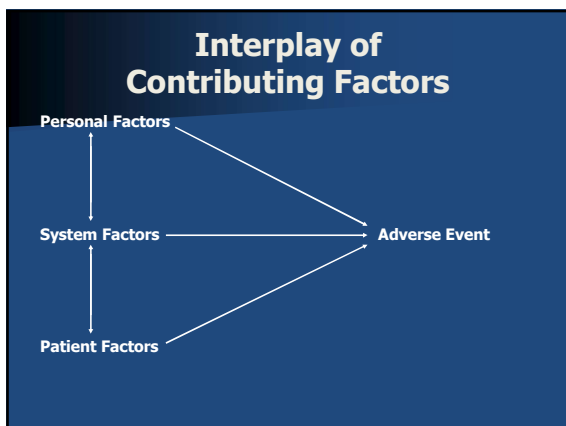 Interplay of
Contributing Factors
Personal Factors
System Factors
Adverse Event
Patient Factors